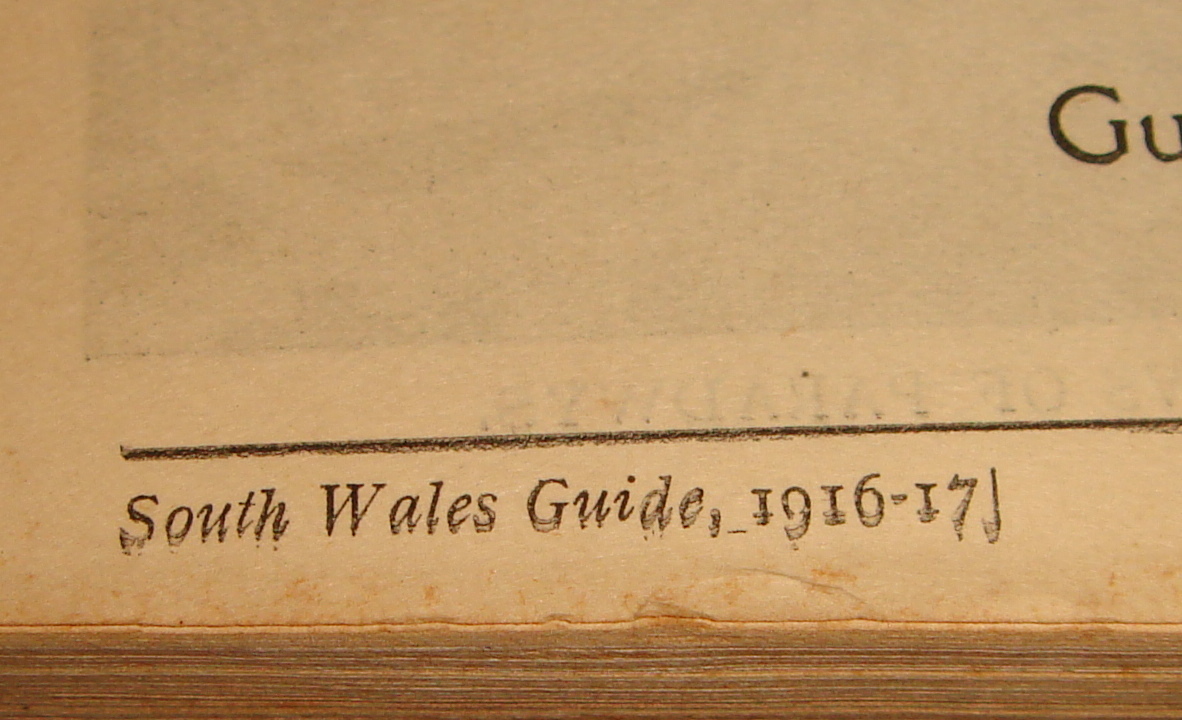 Gu
South Wales Guide, 1916-17]